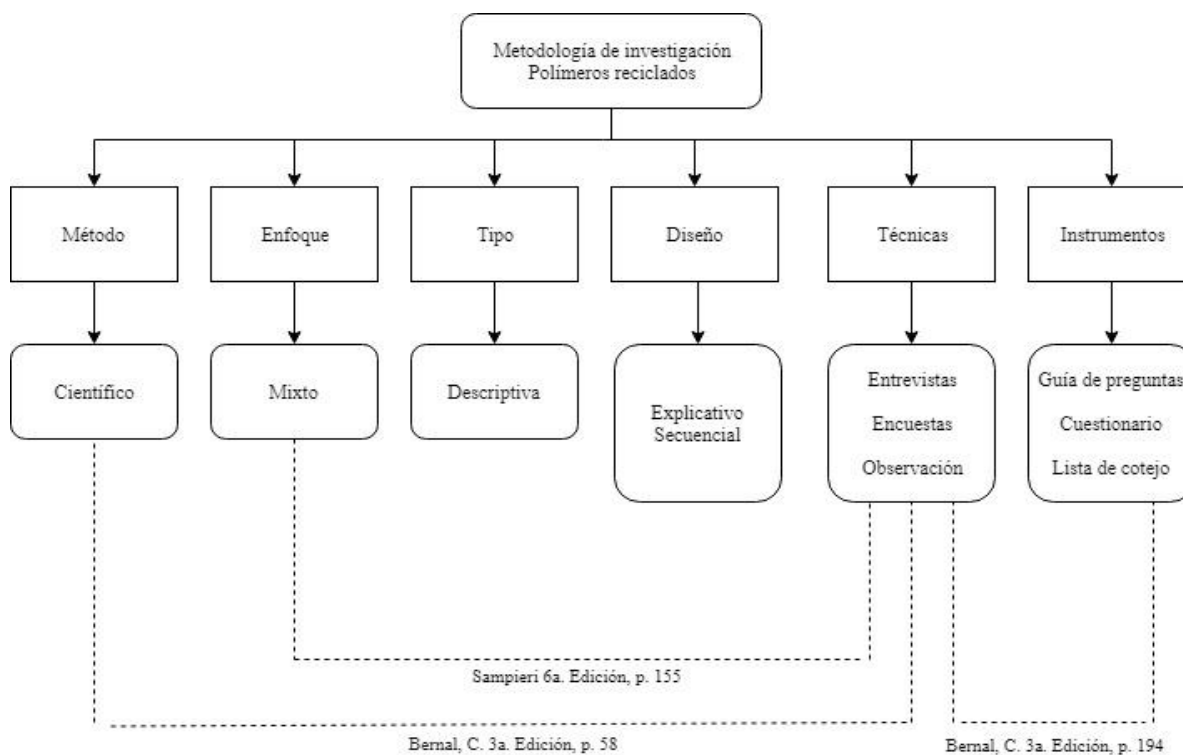 Metodología de investigación
Polímeros reciclados
Método
Enfoque
Tipo
Diseño
Técnicas
Instrumentos
Científico
Mixto
Descriptiva
Explicativo
Secuencial
Entrevistas
Encuestas
Observación
Guía de preguntas
Cuestionario
Lista de cotejo
Sampieri 6a. Edición, p. 155
Bernal, C. 3a. Edición, p. 58
Bernal, C. 3a. Edición, p. 194